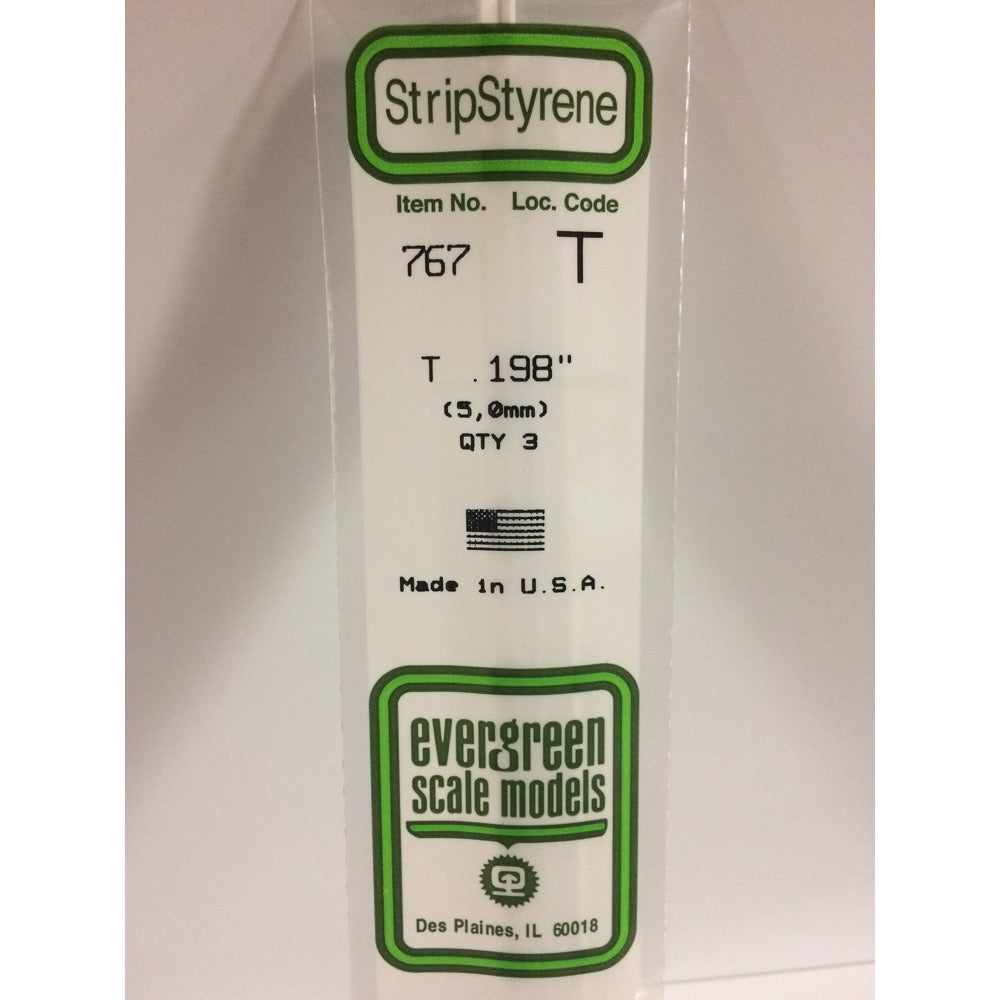 StripStyrene
Item No. Loc. Code
767 T
T .198"
(5,0mm)
QTY 3
Made in U.S.A.
evergreen
scale models
Des Plaines, IL 60018